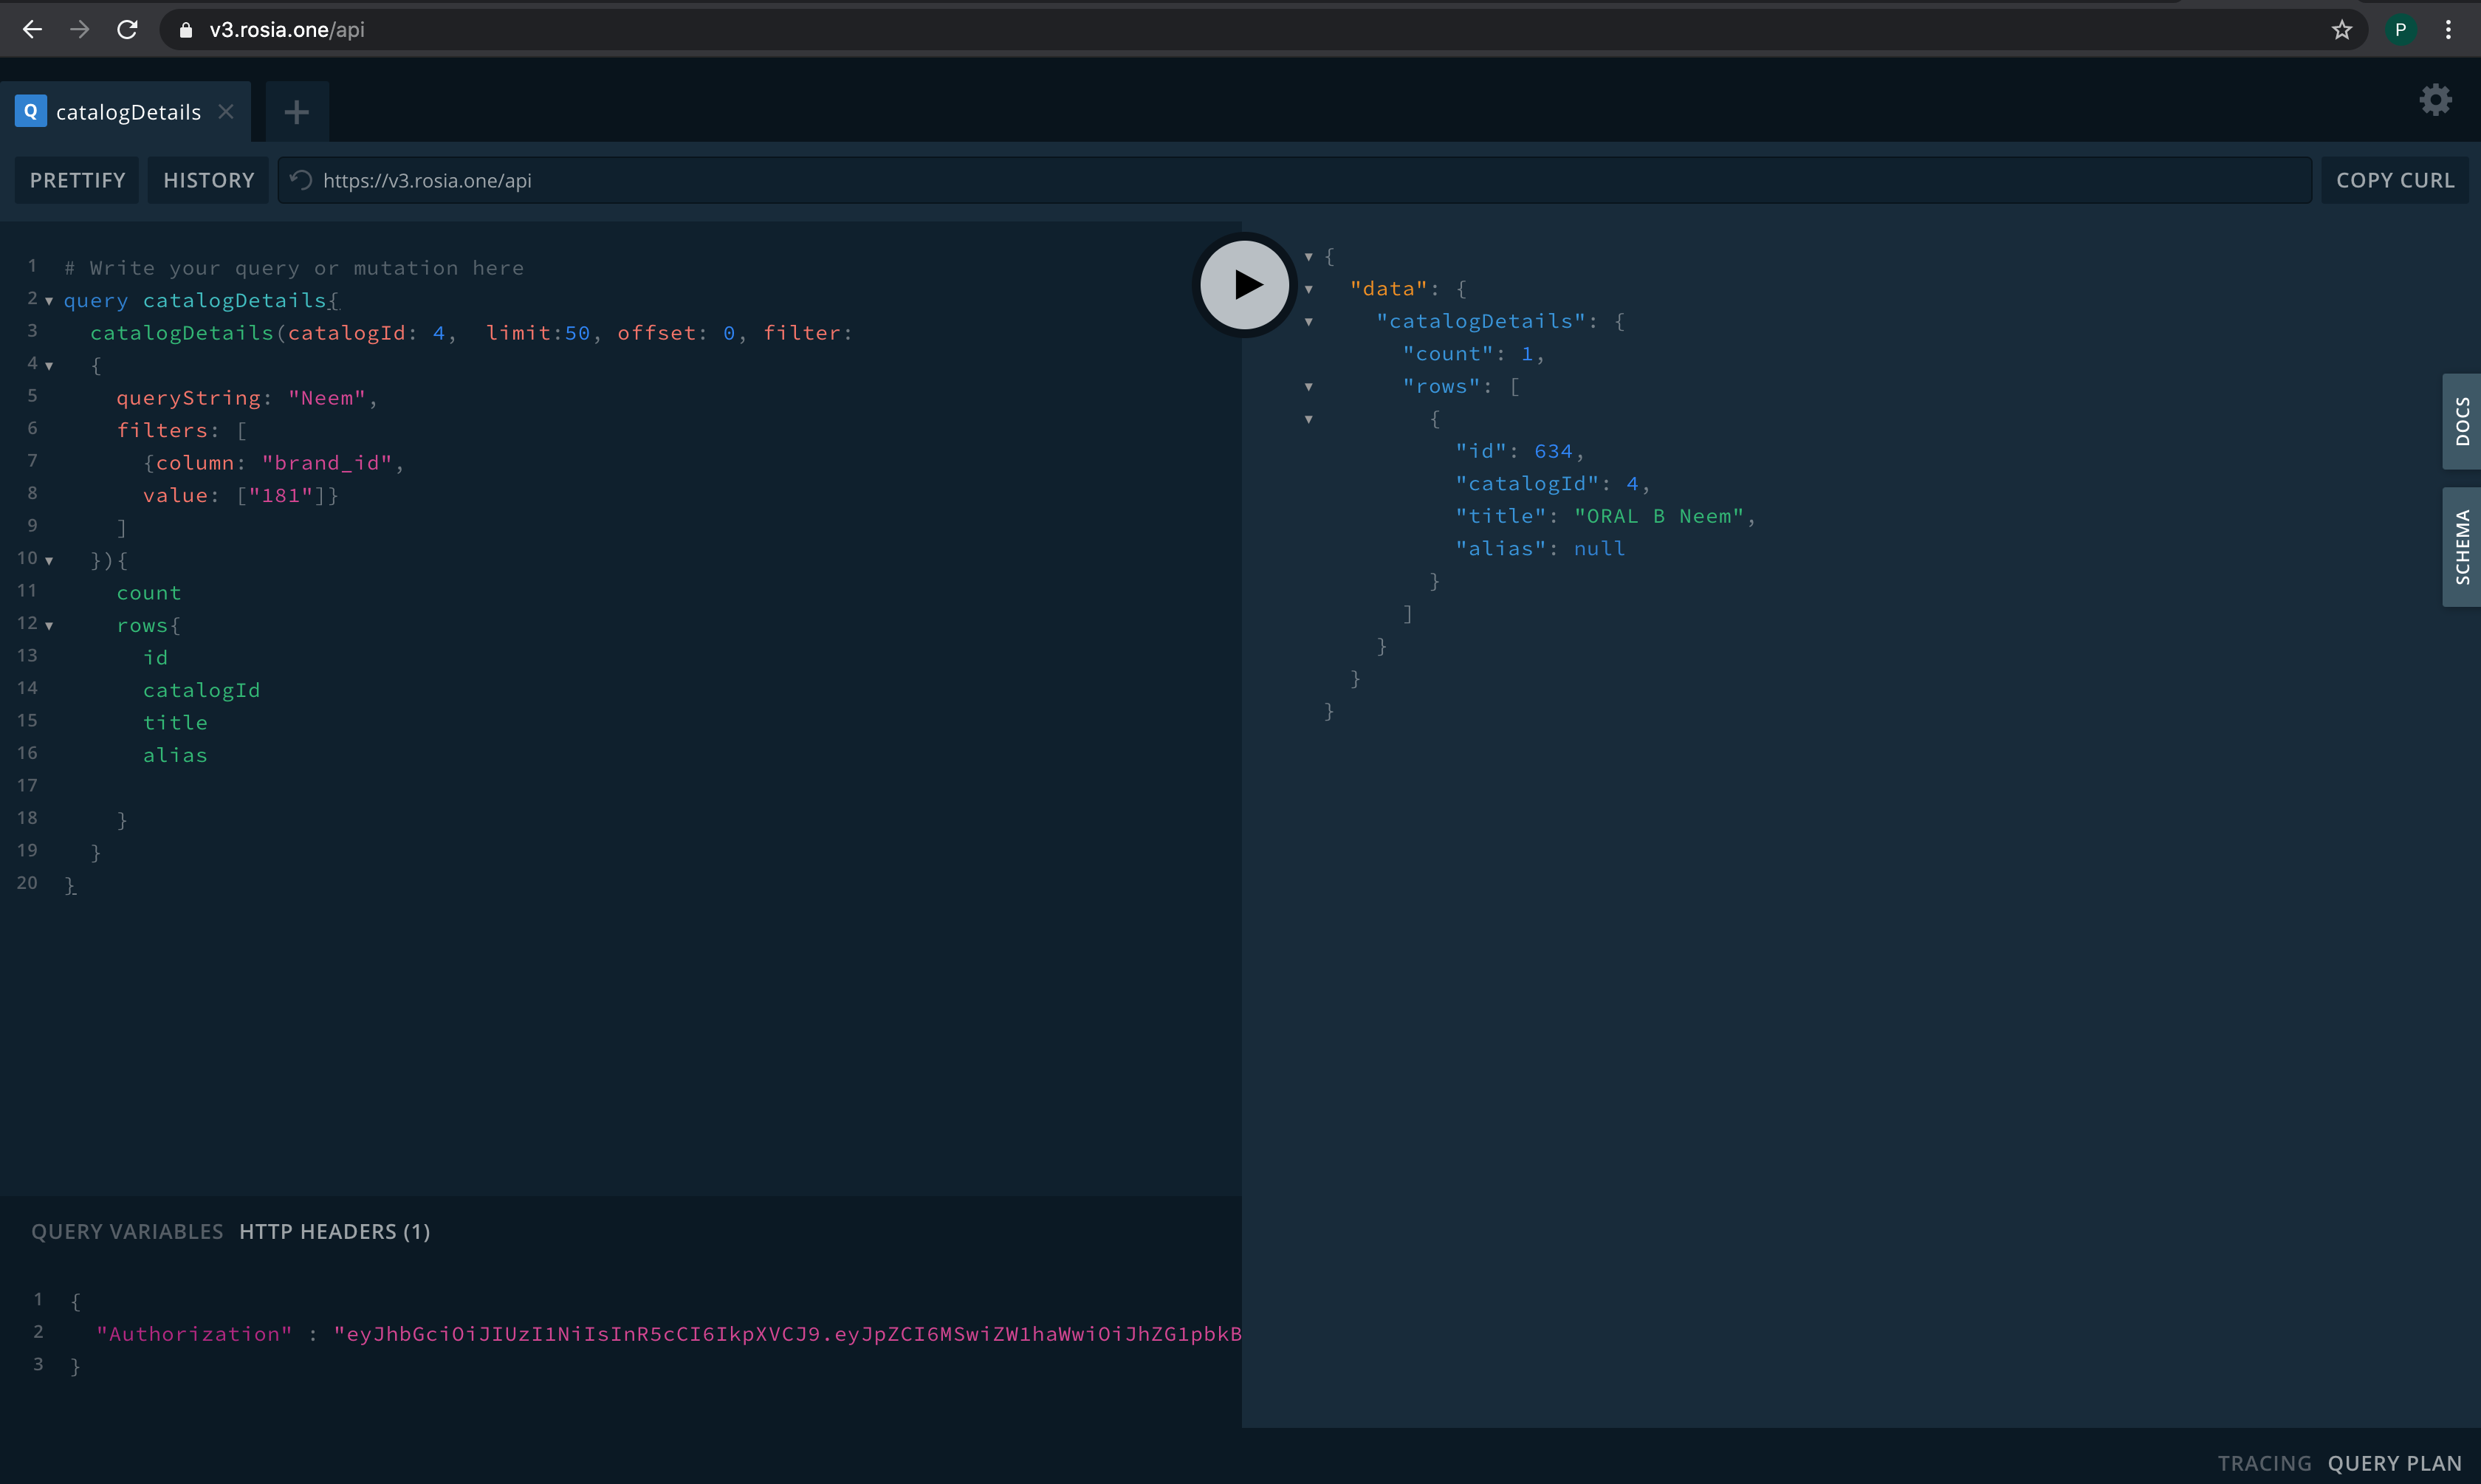 v3.rosia.one/api
P
Q catalogDetails
PRETTIFY HISTORY https://v3.rosia.one/api COPY CURL
1 # Write your query or mutation here
2 query catalogDetails{
3 catalogDetails(catalogId: 4,  limit:50, offset: 0, filter:
4 {
5 queryString: "Neem",
6 filters: [
7 {column: "brand_id",
8 value: ["181"]}
9 ]
10 }){
11 count
12 rows{
13 id
14 catalogId
15 title
16 alias
17
18 }
19 }
20 }
{
"data": {
"catalogDetails": {
"count": 1,
"rows": [
{
"id": 634,
"catalogId": 4,
"title": "ORAL B Neem",
"alias": null
}
]
}
}
}
DOCS
SCHEMA
QUERY VARIABLES HTTP HEADERS (1)
1 {
2 "Authorization" : "eyJhbGciOiJIUzI1NiIsInR5cCI6IkpXVCJ9.eyJpZCI6MSwiZW1haWwiOiJhZG1pbkB
3 }
TRACING QUERY PLAN